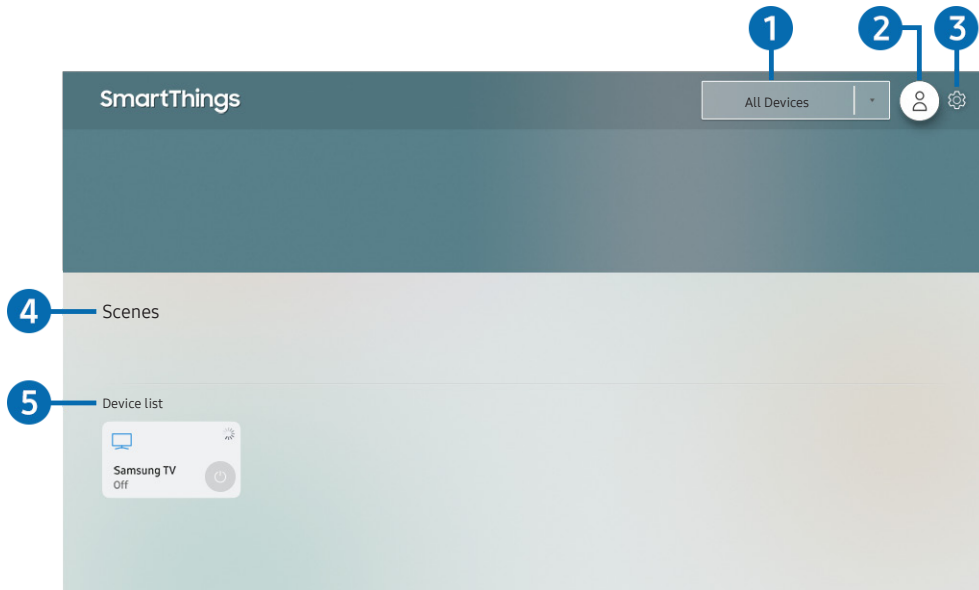 1
2
3
SmartThings
All Devices
4
Scenes
5
Device list
Samsung TV
Off